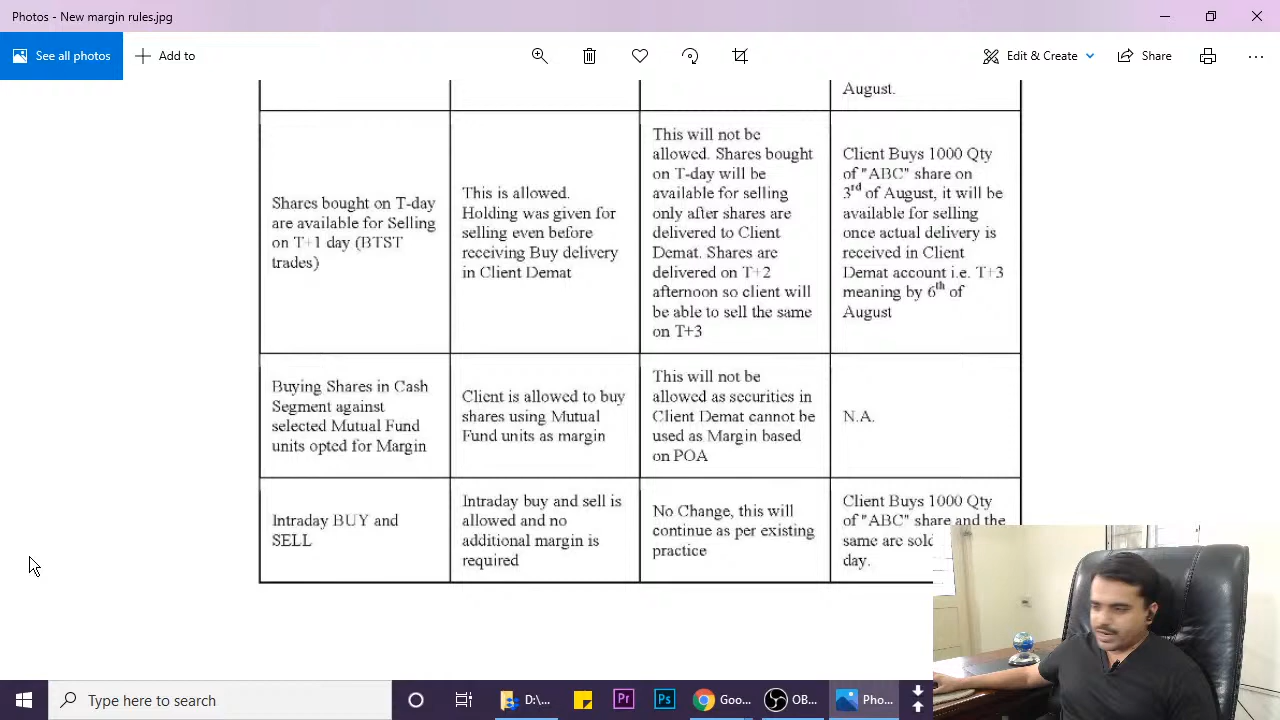 Photos - New margin rules.jpg
See all photos
Add to
Edit & Create
Share
August.
Shares bought on T-day
are available for Selling
on T+1 day (BTST
trades)
This is allowed.
Holding was given for
selling even before
receiving Buy delivery
in Client Demat
This will not be
allowed. Shares bought
on T-day will be
available for selling
only after shares are
delivered to Client
Demat. Shares are
delivered on T+2
afternoon so client will
be able to sell the same
on T+3
Client Buys 1000 Qty
of "ABC" share on
3rd of August, it will be
available for selling
once actual delivery is
received in Client
Demat account i.e. T+3
meaning by 6th of
August
Buying Shares in Cash
Segment against
selected Mutual Fund
units opted for Margin
Client is allowed to buy
shares using Mutual
Fund units as margin
This will not be
allowed as securities in
Client Demat cannot be
used as Margin based
on POA
N.A.
Intraday BUY and
SELL
Intraday buy and sell is
allowed and no
additional margin is
required
No Change, this will
continue as per existing
practice
Client Buys 1000 Qty
of "ABC" share and the
same are sold
day.
Type here to search
D:\...
Pr
Ps
Goo...
OB...
Pho...